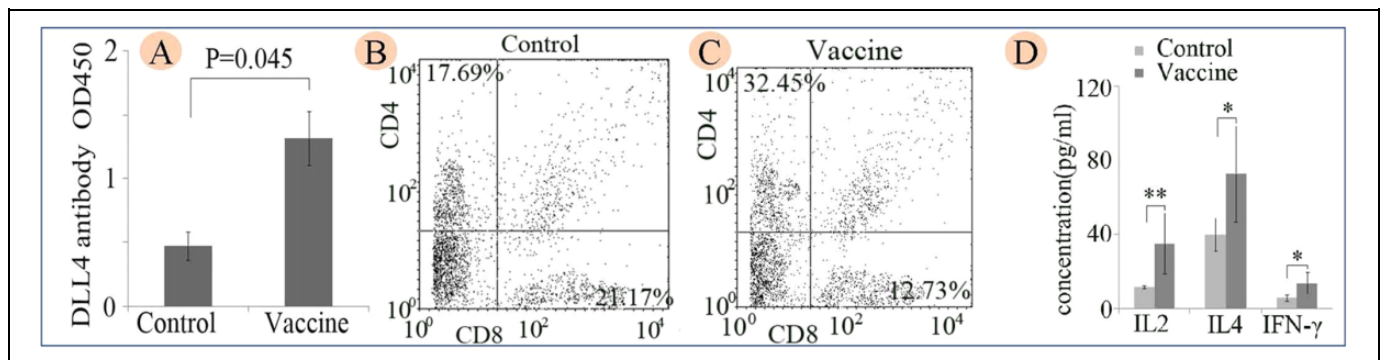 A
DLL4 antibody OD450
2
1
0
P=0.045
Control
Vaccine
B
Control
17.69%
21.17%
CD4
10⁴
10²
10⁰
10⁰
10²
10⁴
CD8
C
Vaccine
32.45%
12.73%
CD4
10⁴
10²
10⁰
10⁰
10²
10⁴
CD8
D
Control
Vaccine
concentration(pg/ml)
120
80
40
0
**
*
*
IL2
IL4
IFN-γ